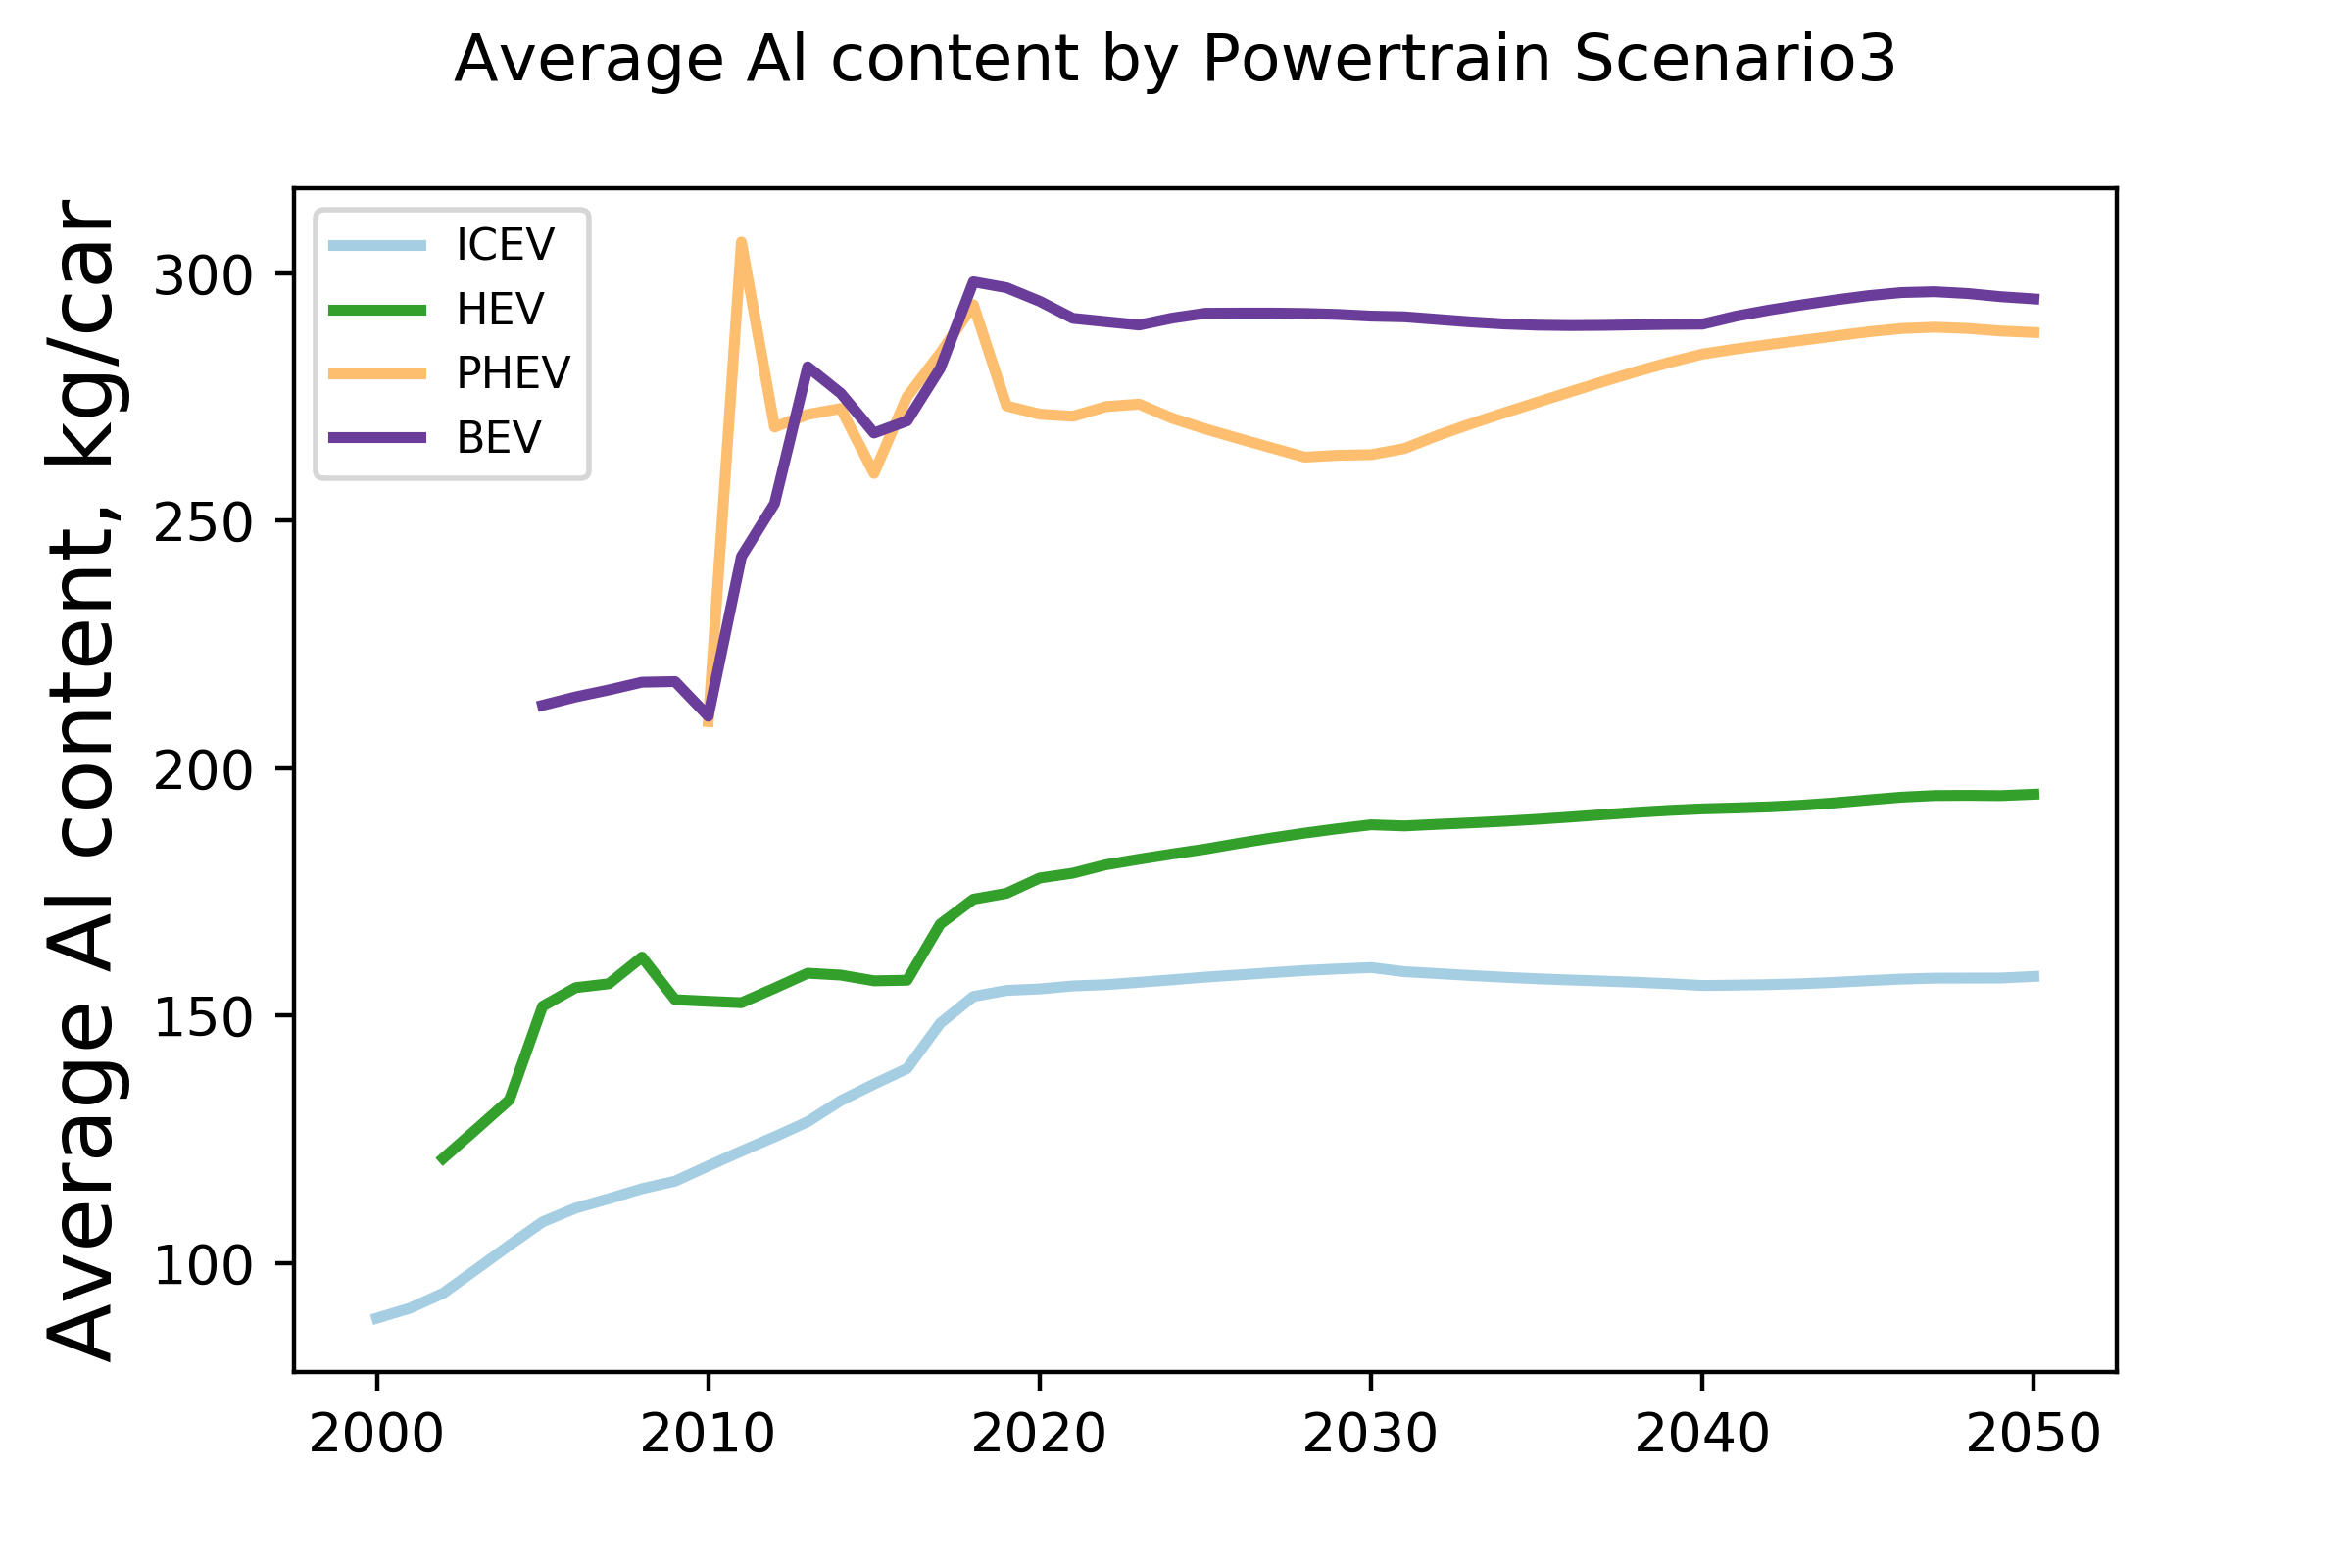 Average Al content by Powertrain Scenario3
Average Al content, kg/car
ICEV
HEV
PHEV
BEV
300
250
200
150
100
2000 2010 2020 2030 2040 2050